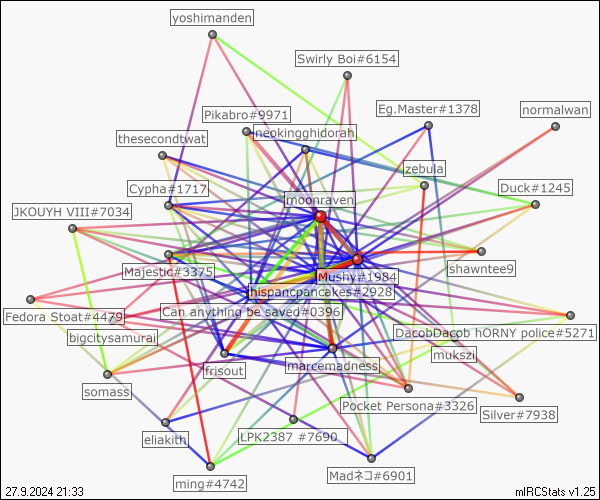 yoshimanden
Swirly Boi#6154
Pikabro#9971
Eg.Master#1378
normalwan
neokingghidorah
thesecondtwat
zebula
Cypha#1717
Duck#1245
moonraven
JKOUYH VIII#7034
Majestic#3375
Mushy#1984
shawntee9
hispancpancakes#2928
Can anything be saved#0396
Fedora Stoat#4479
bigcitysamurai
DacobDacob hORNY police#5271
mukszi
frisout
marcemadness
somass
Pocket Persona#3326
Silver#7938
eliakith
LPK2387 #7690
Madネコ#6901
ming#4742
27.9.2024 21:33
mIRCStats v1.25